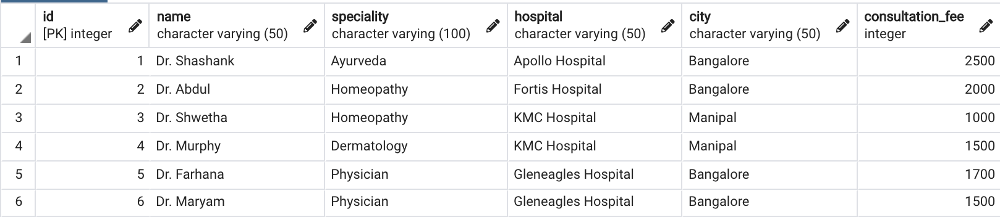 id name speciality hospital city consultation_fee
[PK] integer character varying (50) character varying (100) character varying (50) character varying (50) integer
1 1 Dr. Shashank Ayurveda Apollo Hospital Bangalore 2500
2 2 Dr. Abdul Homeopathy Fortis Hospital Bangalore 2000
3 3 Dr. Shwetha Homeopathy KMC Hospital Manipal 1000
4 4 Dr. Murphy Dermatology KMC Hospital Manipal 1500
5 5 Dr. Farhana Physician Gleneagles Hospital Bangalore 1700
6 6 Dr. Maryam Physician Gleneagles Hospital Bangalore 1500